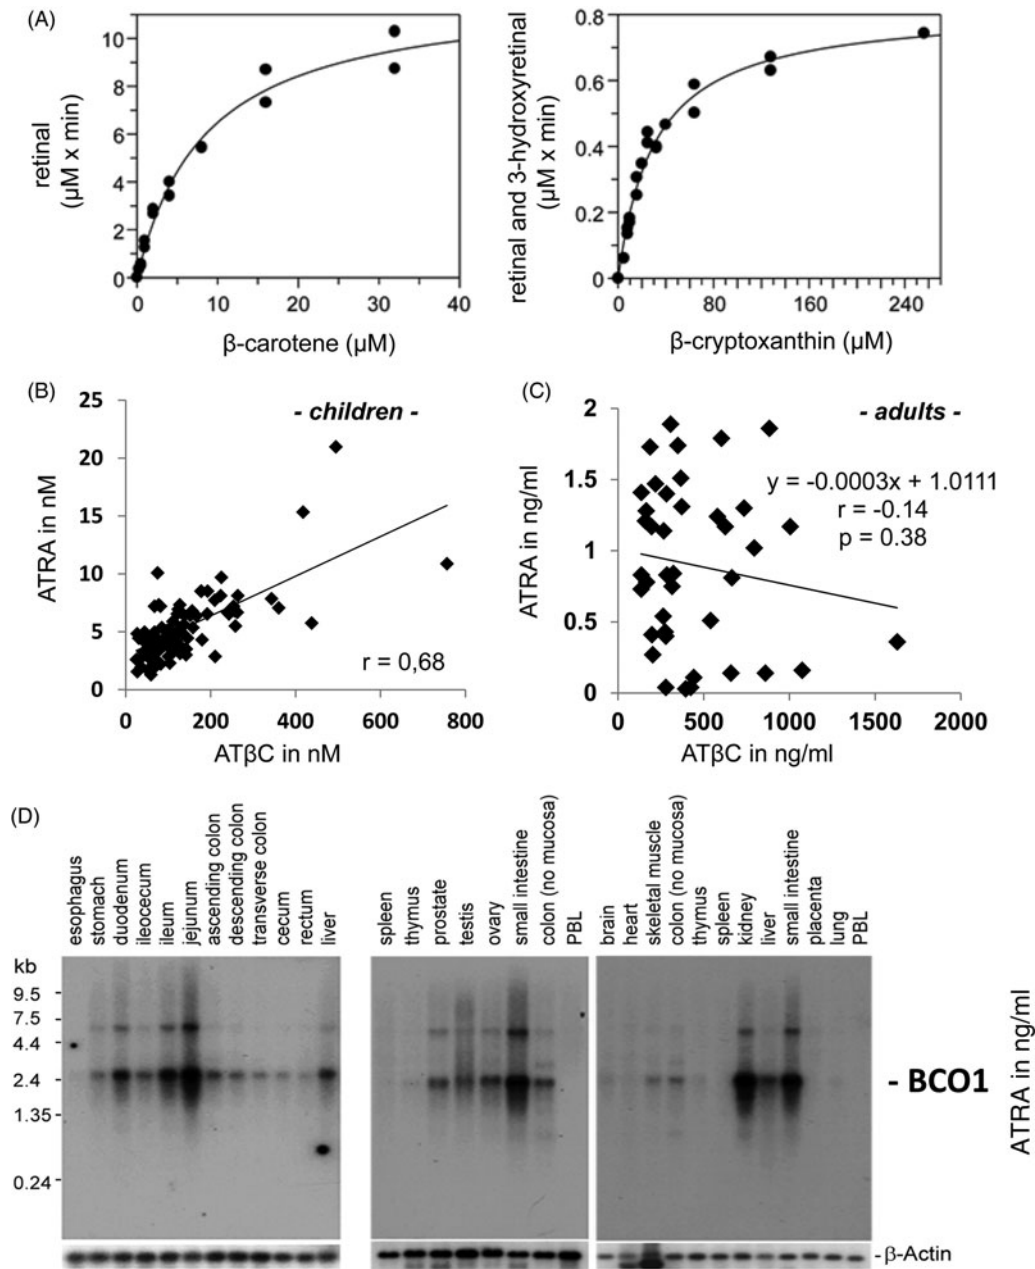 (A)
retinal
(µM x min)
10
8
6
4
2
0
0 10 20 30 40
β-carotene (µM)
retinal and 3-hydroxyretinal
(µM x min)
0.8
0.6
0.4
0.2
0
0 80 160 240
β-cryptoxanthin (µM)
(B)
- children -
ATRA in nM
25
20
15
10
5
0
0 200 400 600 800
r = 0,68
ATβC in nM
(C)
- adults -
ATRA in ng/ml
2
1.5
1
0.5
0
0 500 1000 1500 2000
y = -0.0003x + 1.0111
r = -0.14
p = 0.38
ATβC in ng/ml
(D)
esophagus
stomach
duodenum
ileocecum
ileum
jejunum
ascending colon
descending colon
transverse colon
cecum
rectum
liver
spleen
thymus
prostate
testis
ovary
small intestine
colon (no mucosa)
PBL
brain
heart
skeletal muscle
colon (no mucosa)
thymus
spleen
kidney
liver
small intestine
placenta
lung
PBL
kb
9.5 -
7.5 -
4.4 -
2.4 -
1.35 -
0.24 -
- BCO1
ATRA in ng/ml
-β-Actin